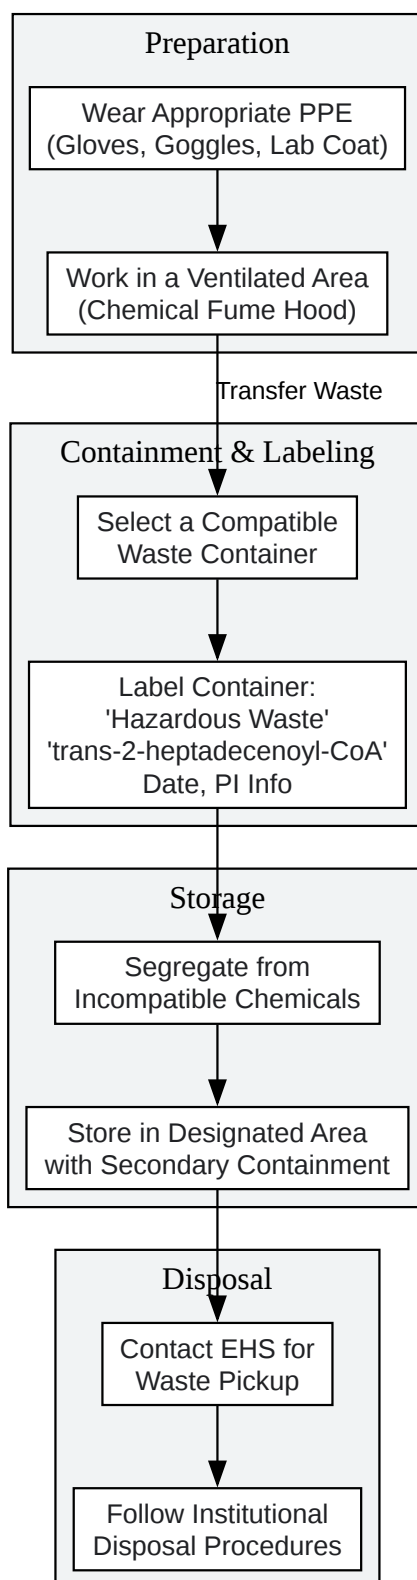 Preparation
Wear Appropriate PPE
(Gloves, Goggles, Lab Coat)
Work in a Ventilated Area
(Chemical Fume Hood)
Transfer Waste
Containment & Labeling
Select a Compatible
Waste Container
Label Container:
'Hazardous Waste'
'trans-2-heptadecenoyl-CoA'
Date, PI Info
Storage
Segregate from
Incompatible Chemicals
Store in Designated Area
with Secondary Containment
Disposal
Contact EHS for
Waste Pickup
Follow Institutional
Disposal Procedures